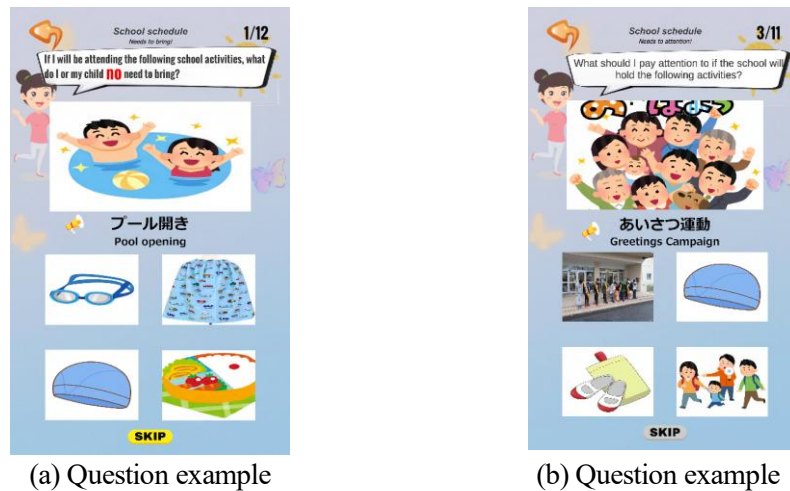 School schedule
1/12
Needs to bring!
If I will be attending the following school activities, what
do I or my child no need to bring?
プール開き
Pool opening
SKIP
(a) Question example
School schedule
3/11
Needs to attention!
What should I pay attention to if the school will
hold the following activities?
あいさつ運動
Greetings Campaign
SKIP
(b) Question example